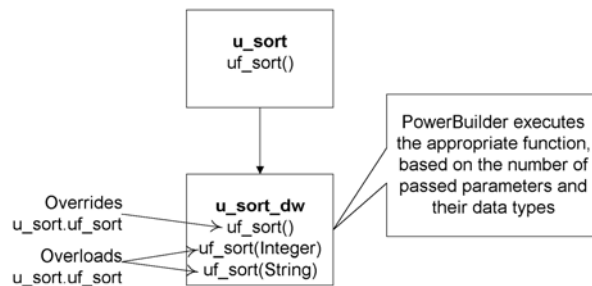 u_sort
uf_sort()
PowerBuilder executes
the appropriate function,
based on the number of
passed parameters and
their data types
Overrides
u_sort.uf_sort
Overloads
u_sort.uf_sort
u_sort_dw
uf_sort()
uf_sort(Integer)
uf_sort(String)